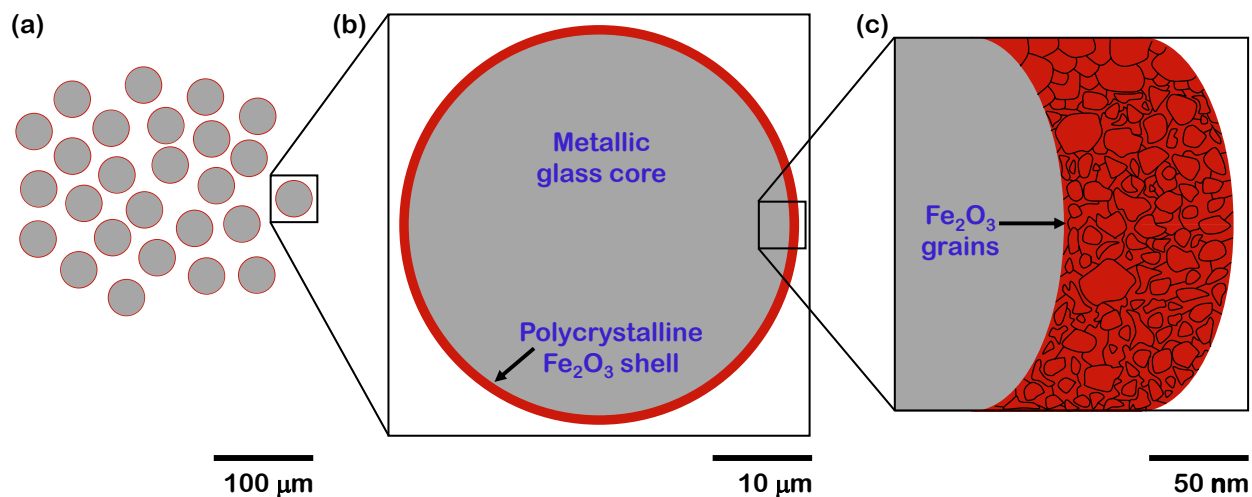 (a)
(b)
(c)
Metallic
glass core
Polycrystalline
Fe₂O₃ shell
Fe₂O₃
grains
100 μm
10 μm
50 nm